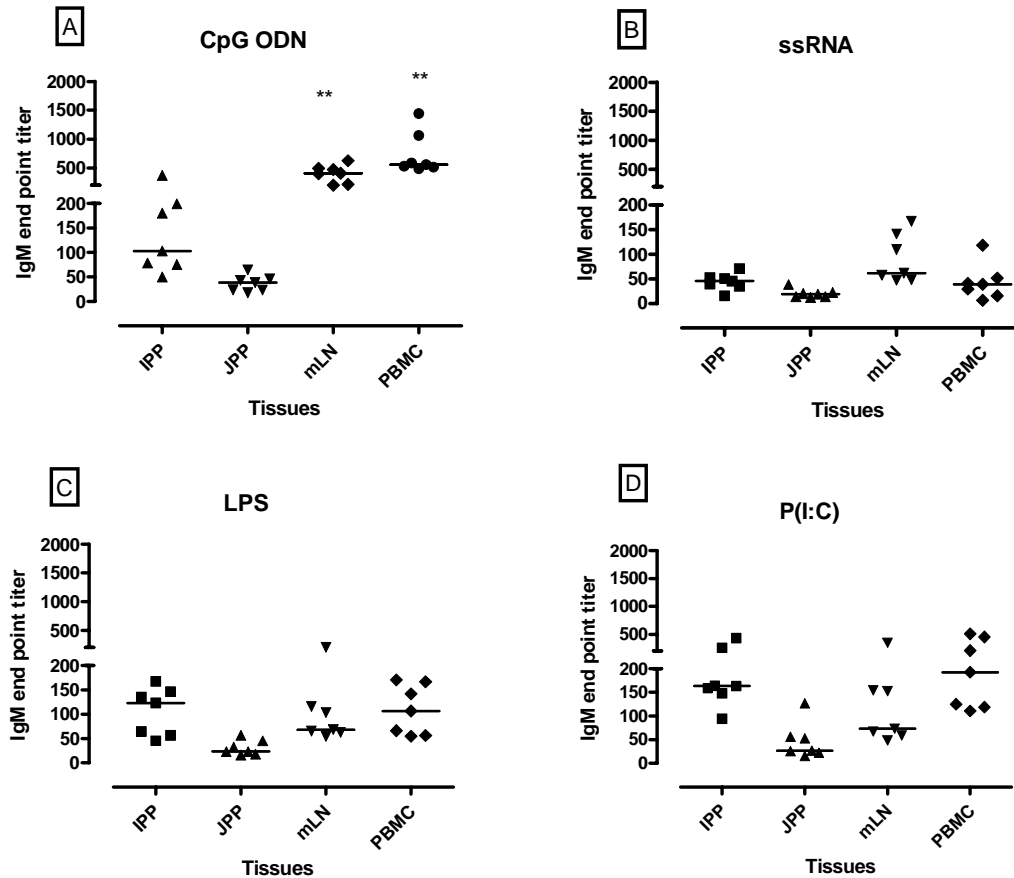 A
CpG ODN
** **
IgM end point titer
2000
1500
1000
500
200
150
100
50
0
IPP JPP mLN PBMC
Tissues
B
ssRNA
IgM end point titer
2000
1500
1000
500
200
150
100
50
0
IPP JPP mLN PBMC
Tissues
C
LPS
IgM end point titer
2000
1500
1000
500
200
150
100
50
0
IPP JPP mLN PBMC
Tissues
D
P(I:C)
IgM end point titer
2000
1500
1000
500
200
150
100
50
0
IPP JPP mLN PBMC
Tissues